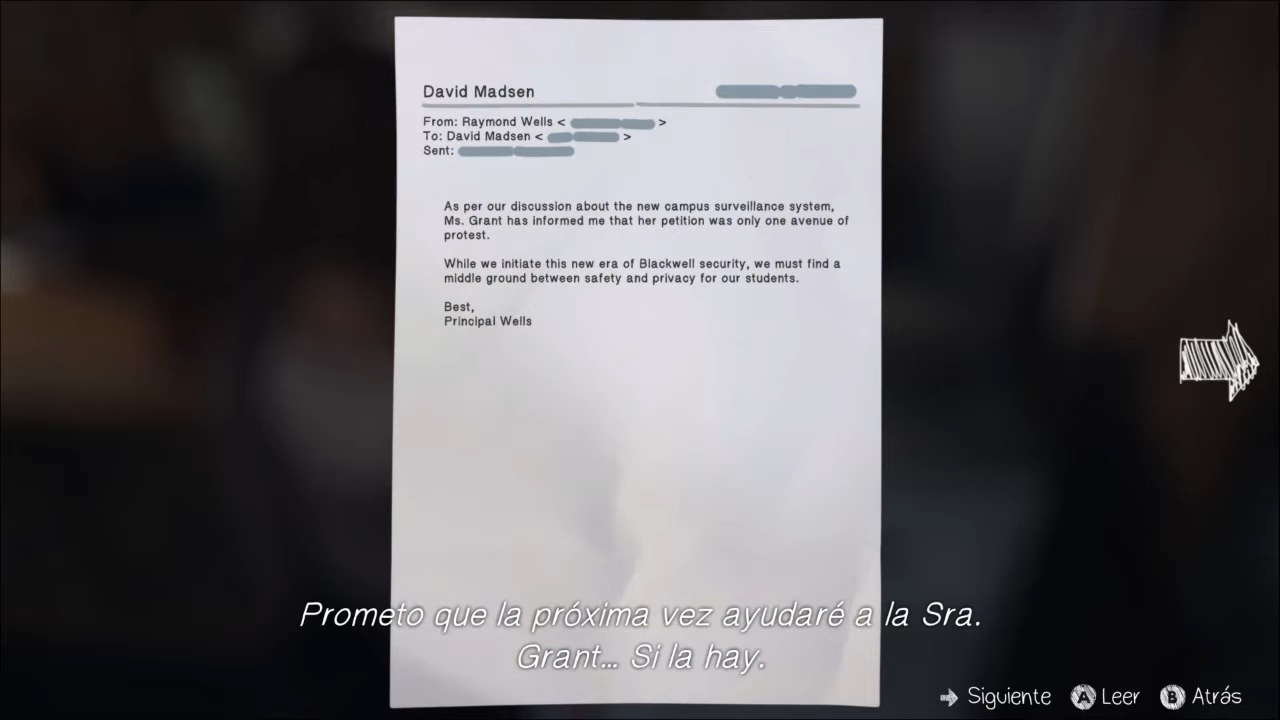 David Madsen
From: Raymond Wells < >
To: David Madsen < >
Sent:
As per our discussion about the new campus surveillance system,
Ms. Grant has informed me that her petition was only one avenue of
protest.
While we initiate this new era of Blackwell security, we must find a
middle ground between safety and privacy for our students.
Best,
Principal Wells
Prometo que la próxima vez ayudaré a la Sra.
Grant... Si la hay.
Siguiente A Leer B Atrás